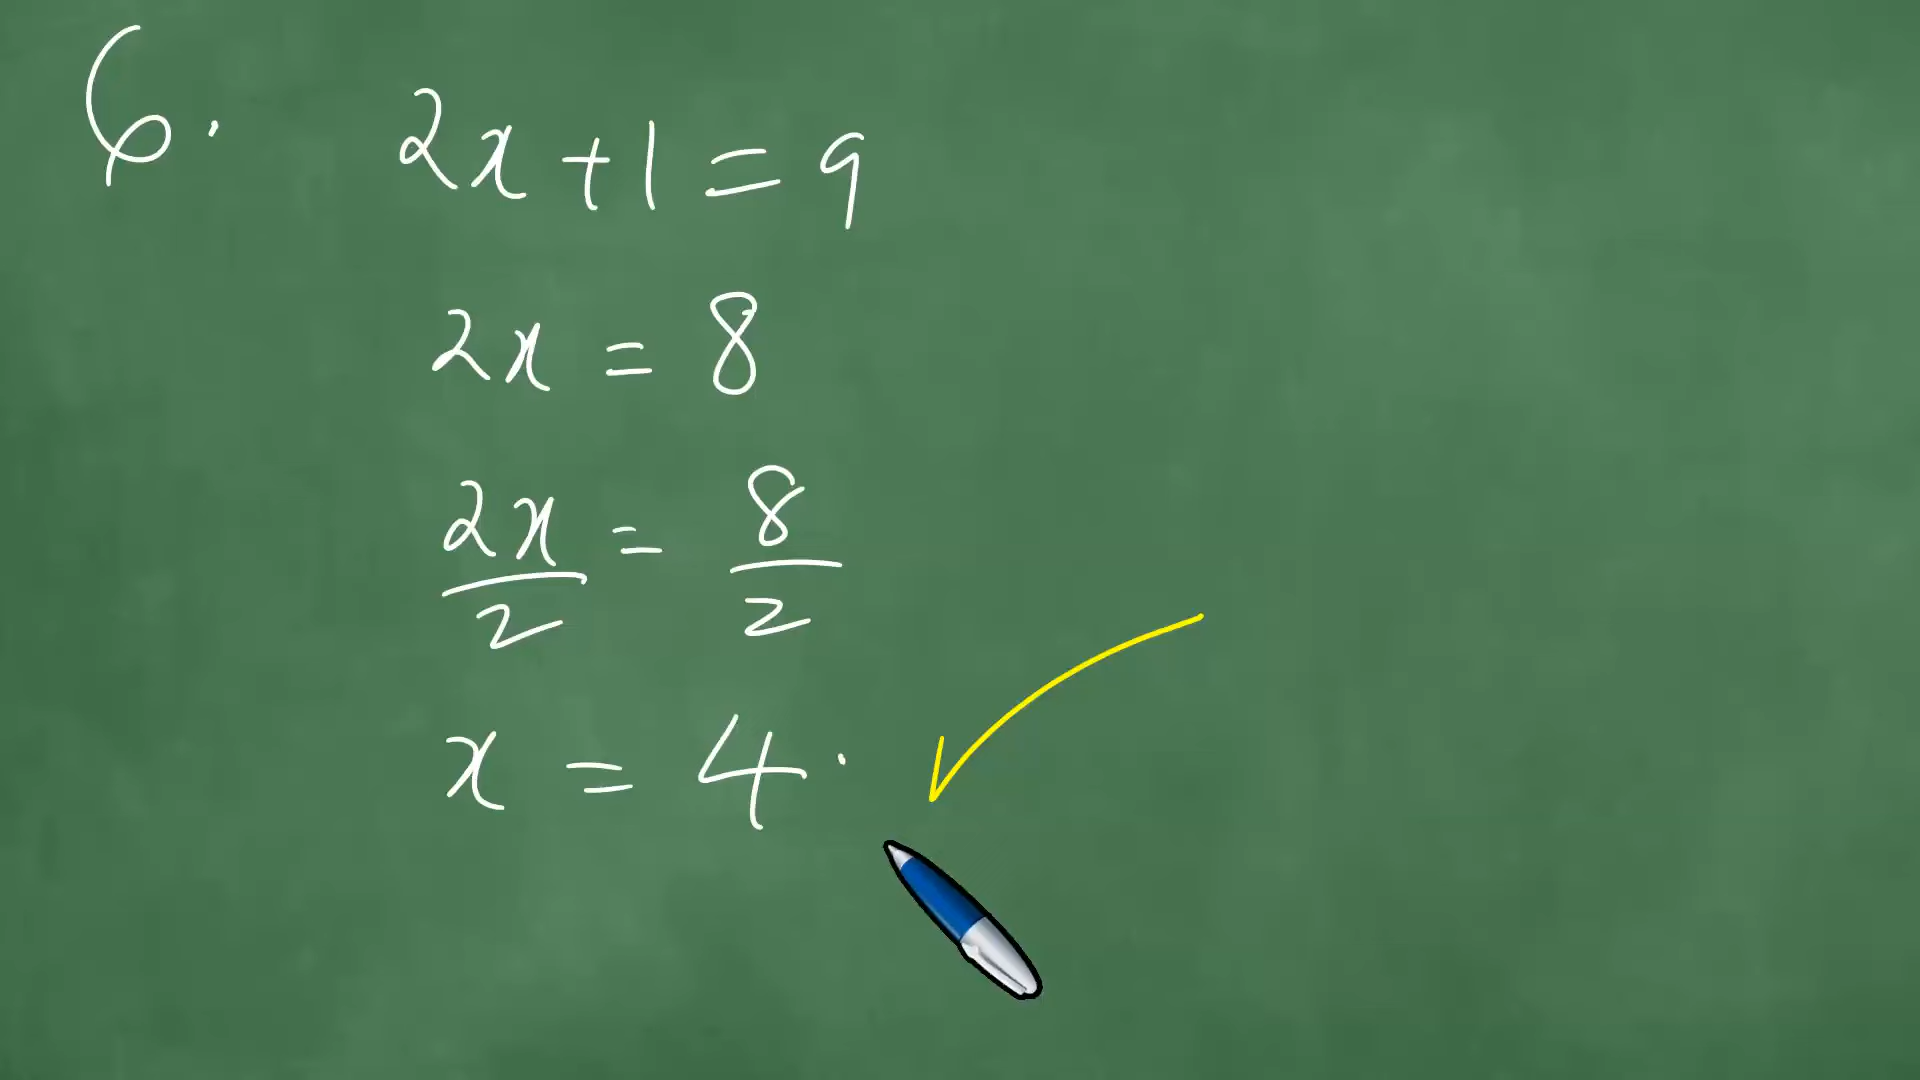 6. 2x + 1 = 9
2x = 8
2x/2 = 8/2
x = 4.